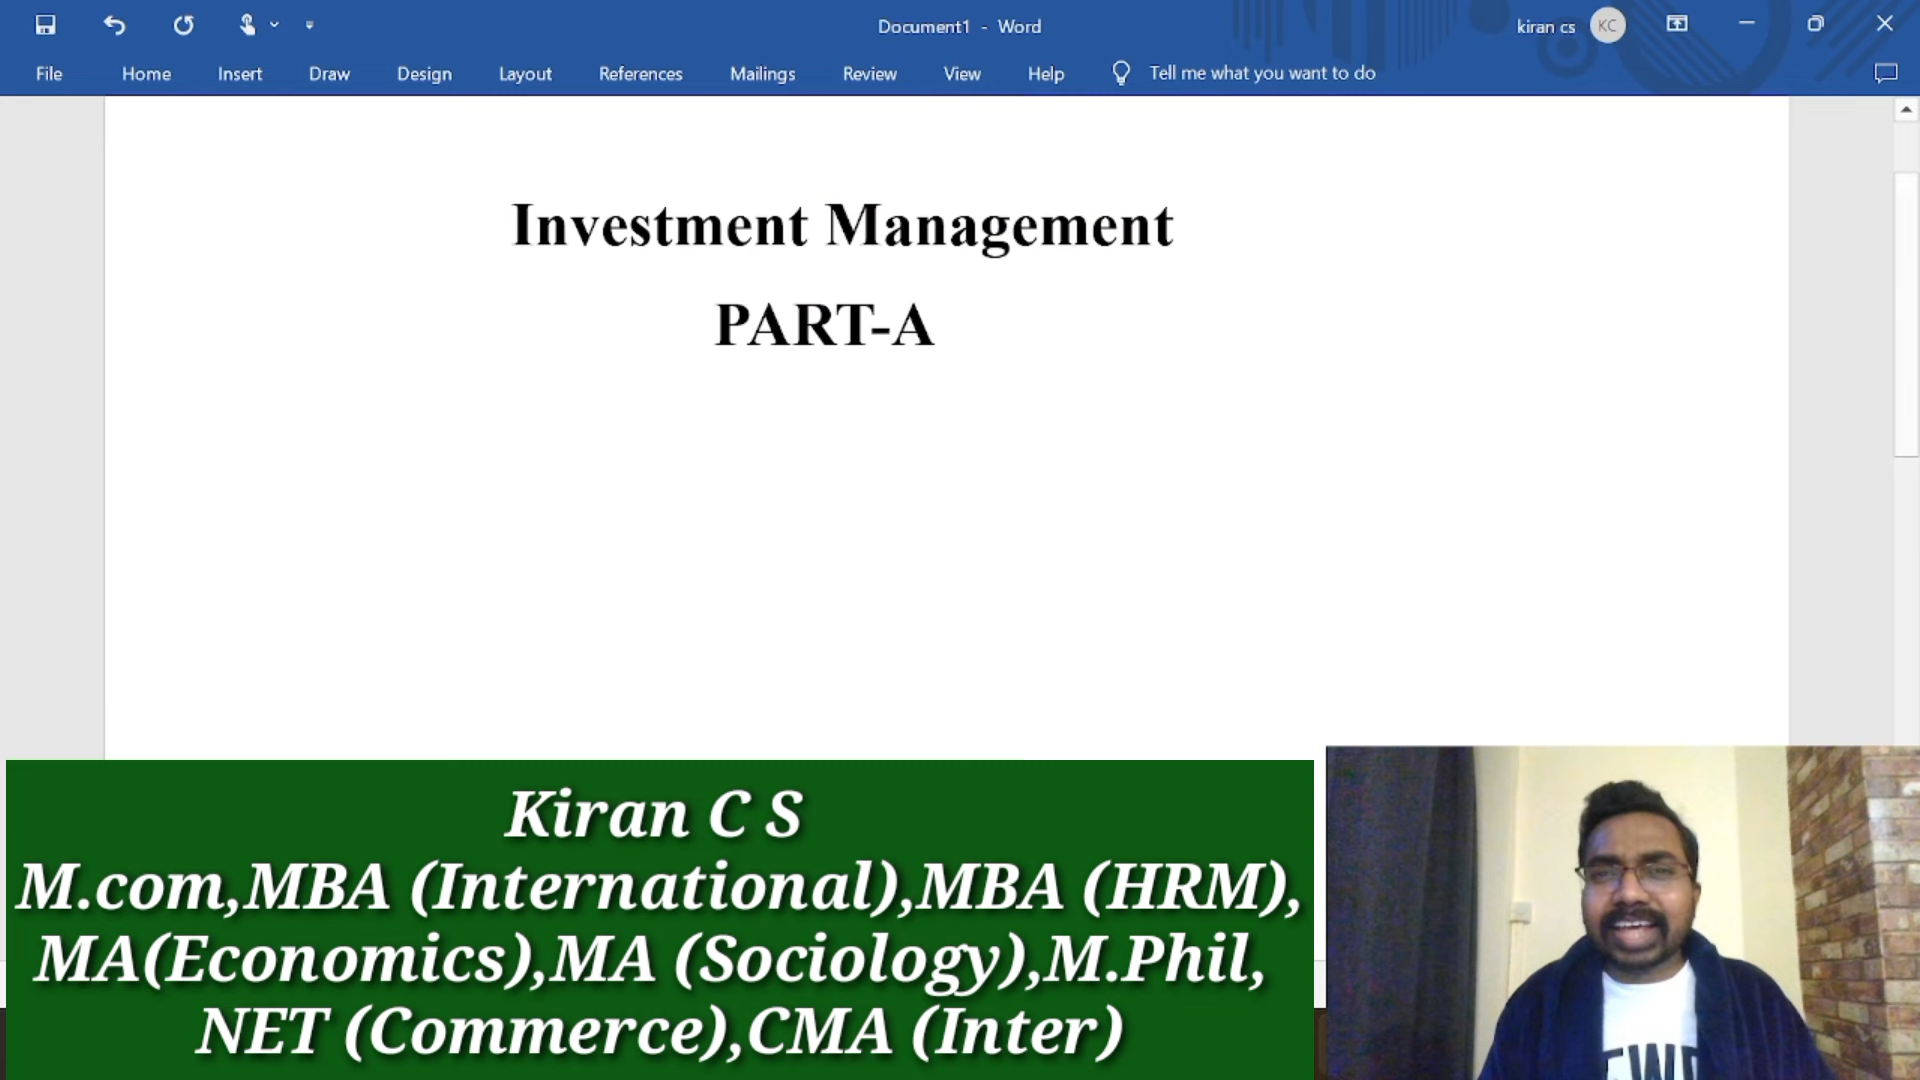 Document1 - Word
kiran cs
KC
File Home Insert Draw Design Layout References Mailings Review View Help Tell me what you want to do
Investment Management
PART-A
Kiran C S
M.com,MBA (International),MBA (HRM),
MA(Economics),MA (Sociology),M.Phil,
NET (Commerce),CMA (Inter)